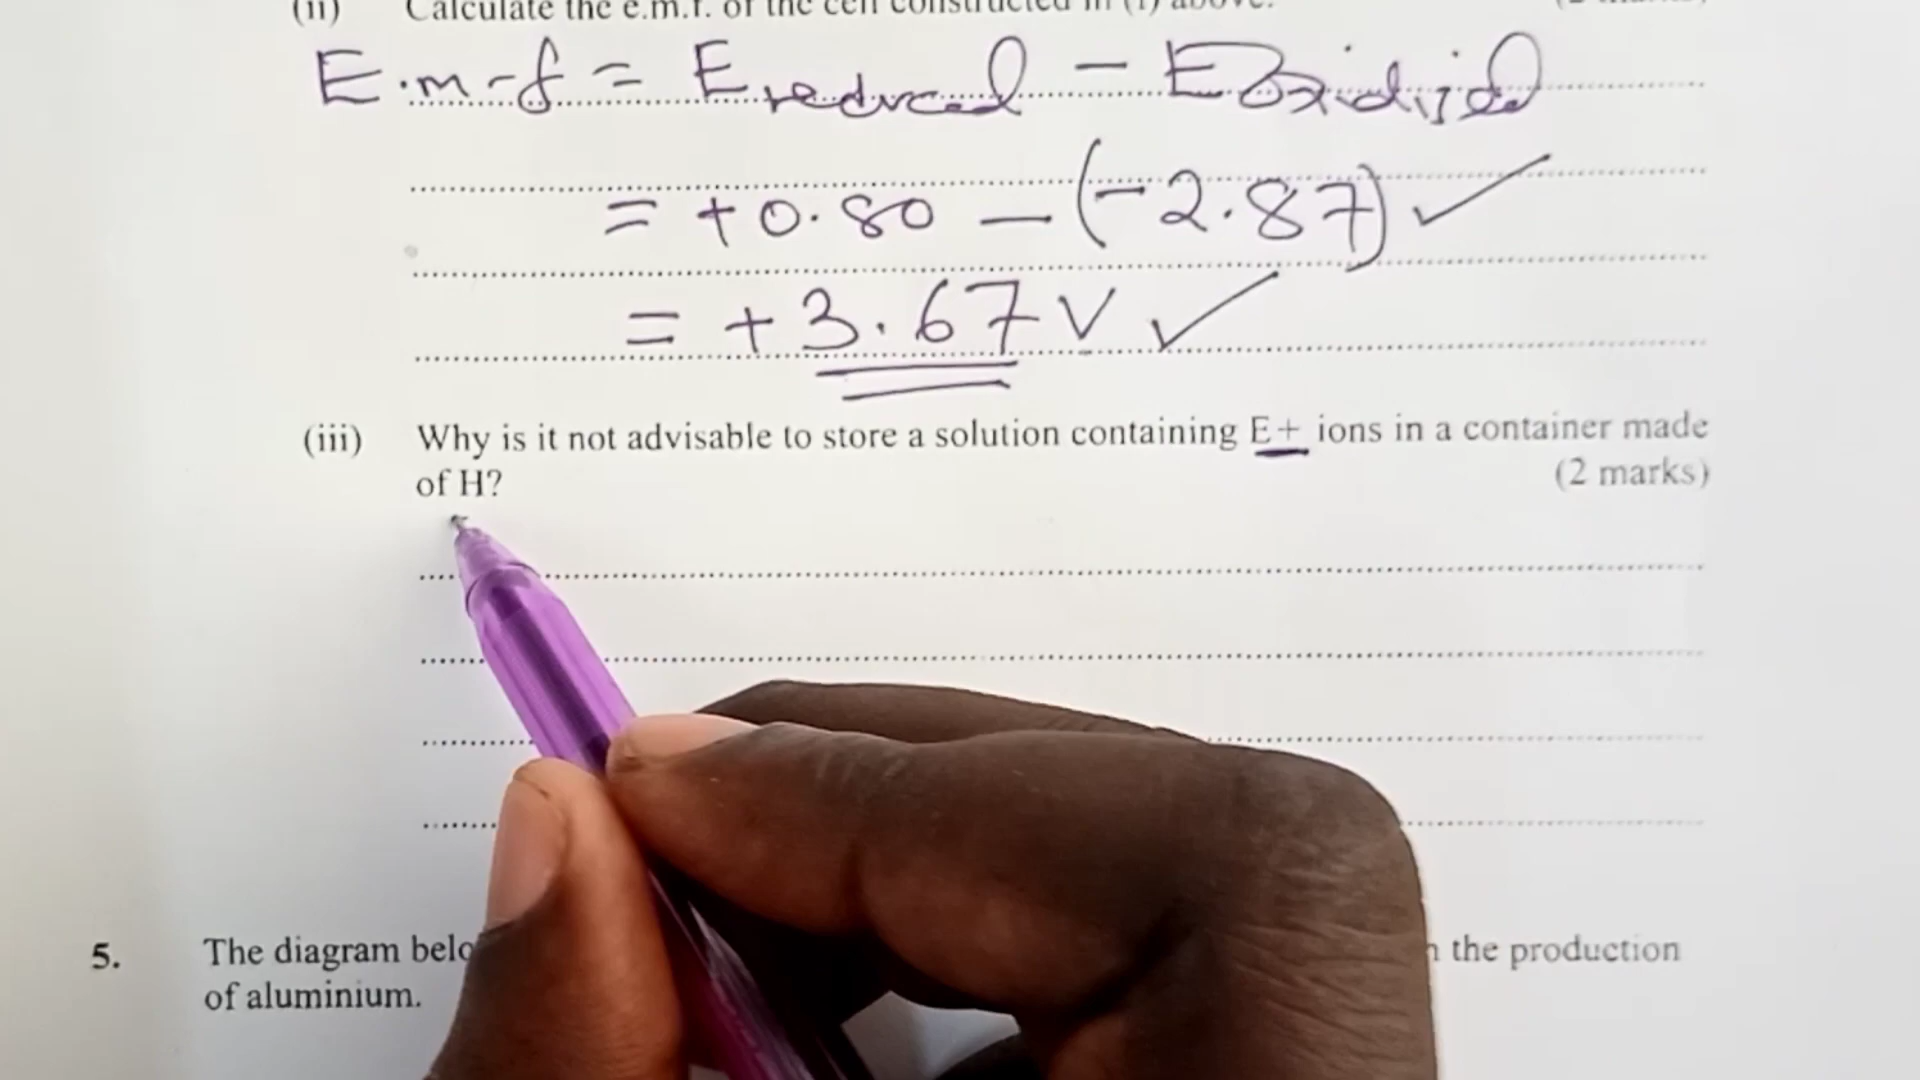 (ii) Calculate the e.m.f. of the cell constructed in (i) above.
E.m-f = E reduced - E Oxidized
= +0.80 - (-2.87) ✓
= +3.67 V ✓
(iii) Why is it not advisable to store a solution containing E+ ions in a container made
of H? (2 marks)
5. The diagram the production
of aluminium.